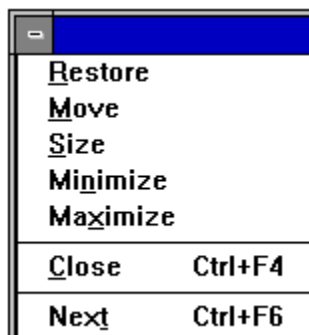 Restore
Move
Size
Minimize
Maximize
Close Ctrl+F4
Next Ctrl+F6